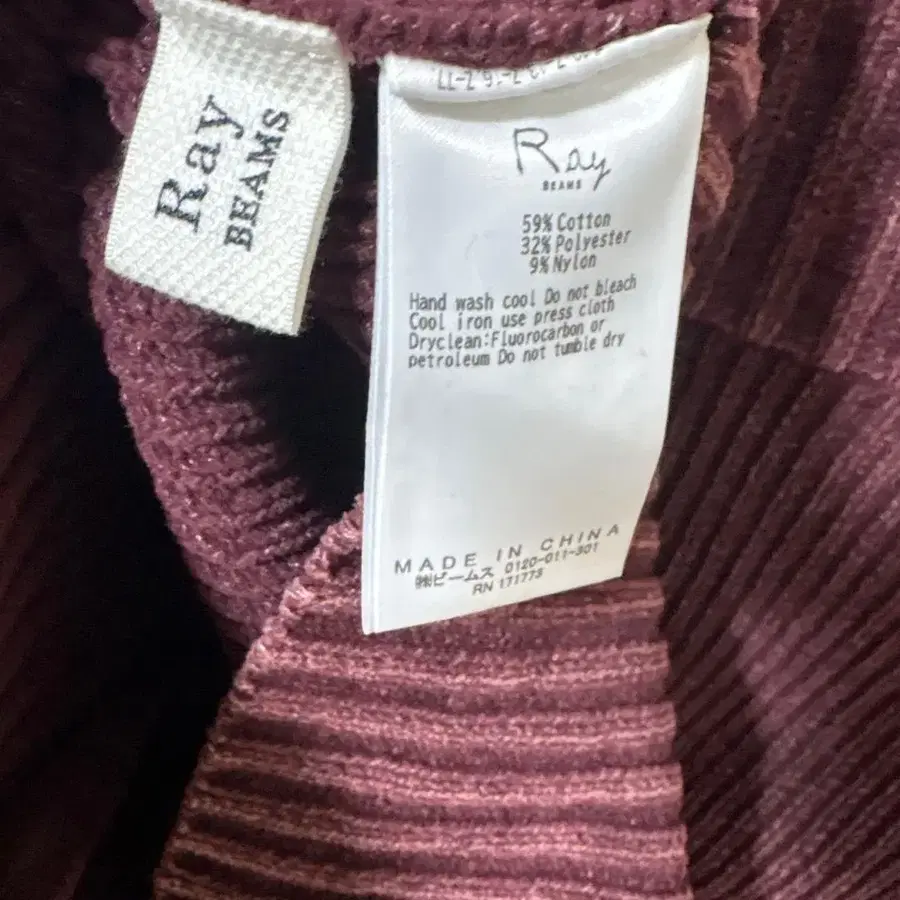 Ray
BEAMS
Ray
BEAMS
59% Cotton
32% Polyester
9% Nylon
Hand wash cool Do not bleach
Cool iron use press cloth
Dryclean:Fluorocarbon or
petroleum Do not tumble dry
MADE IN CHINA
㈱ビームス 0120-011-301
RN 171773